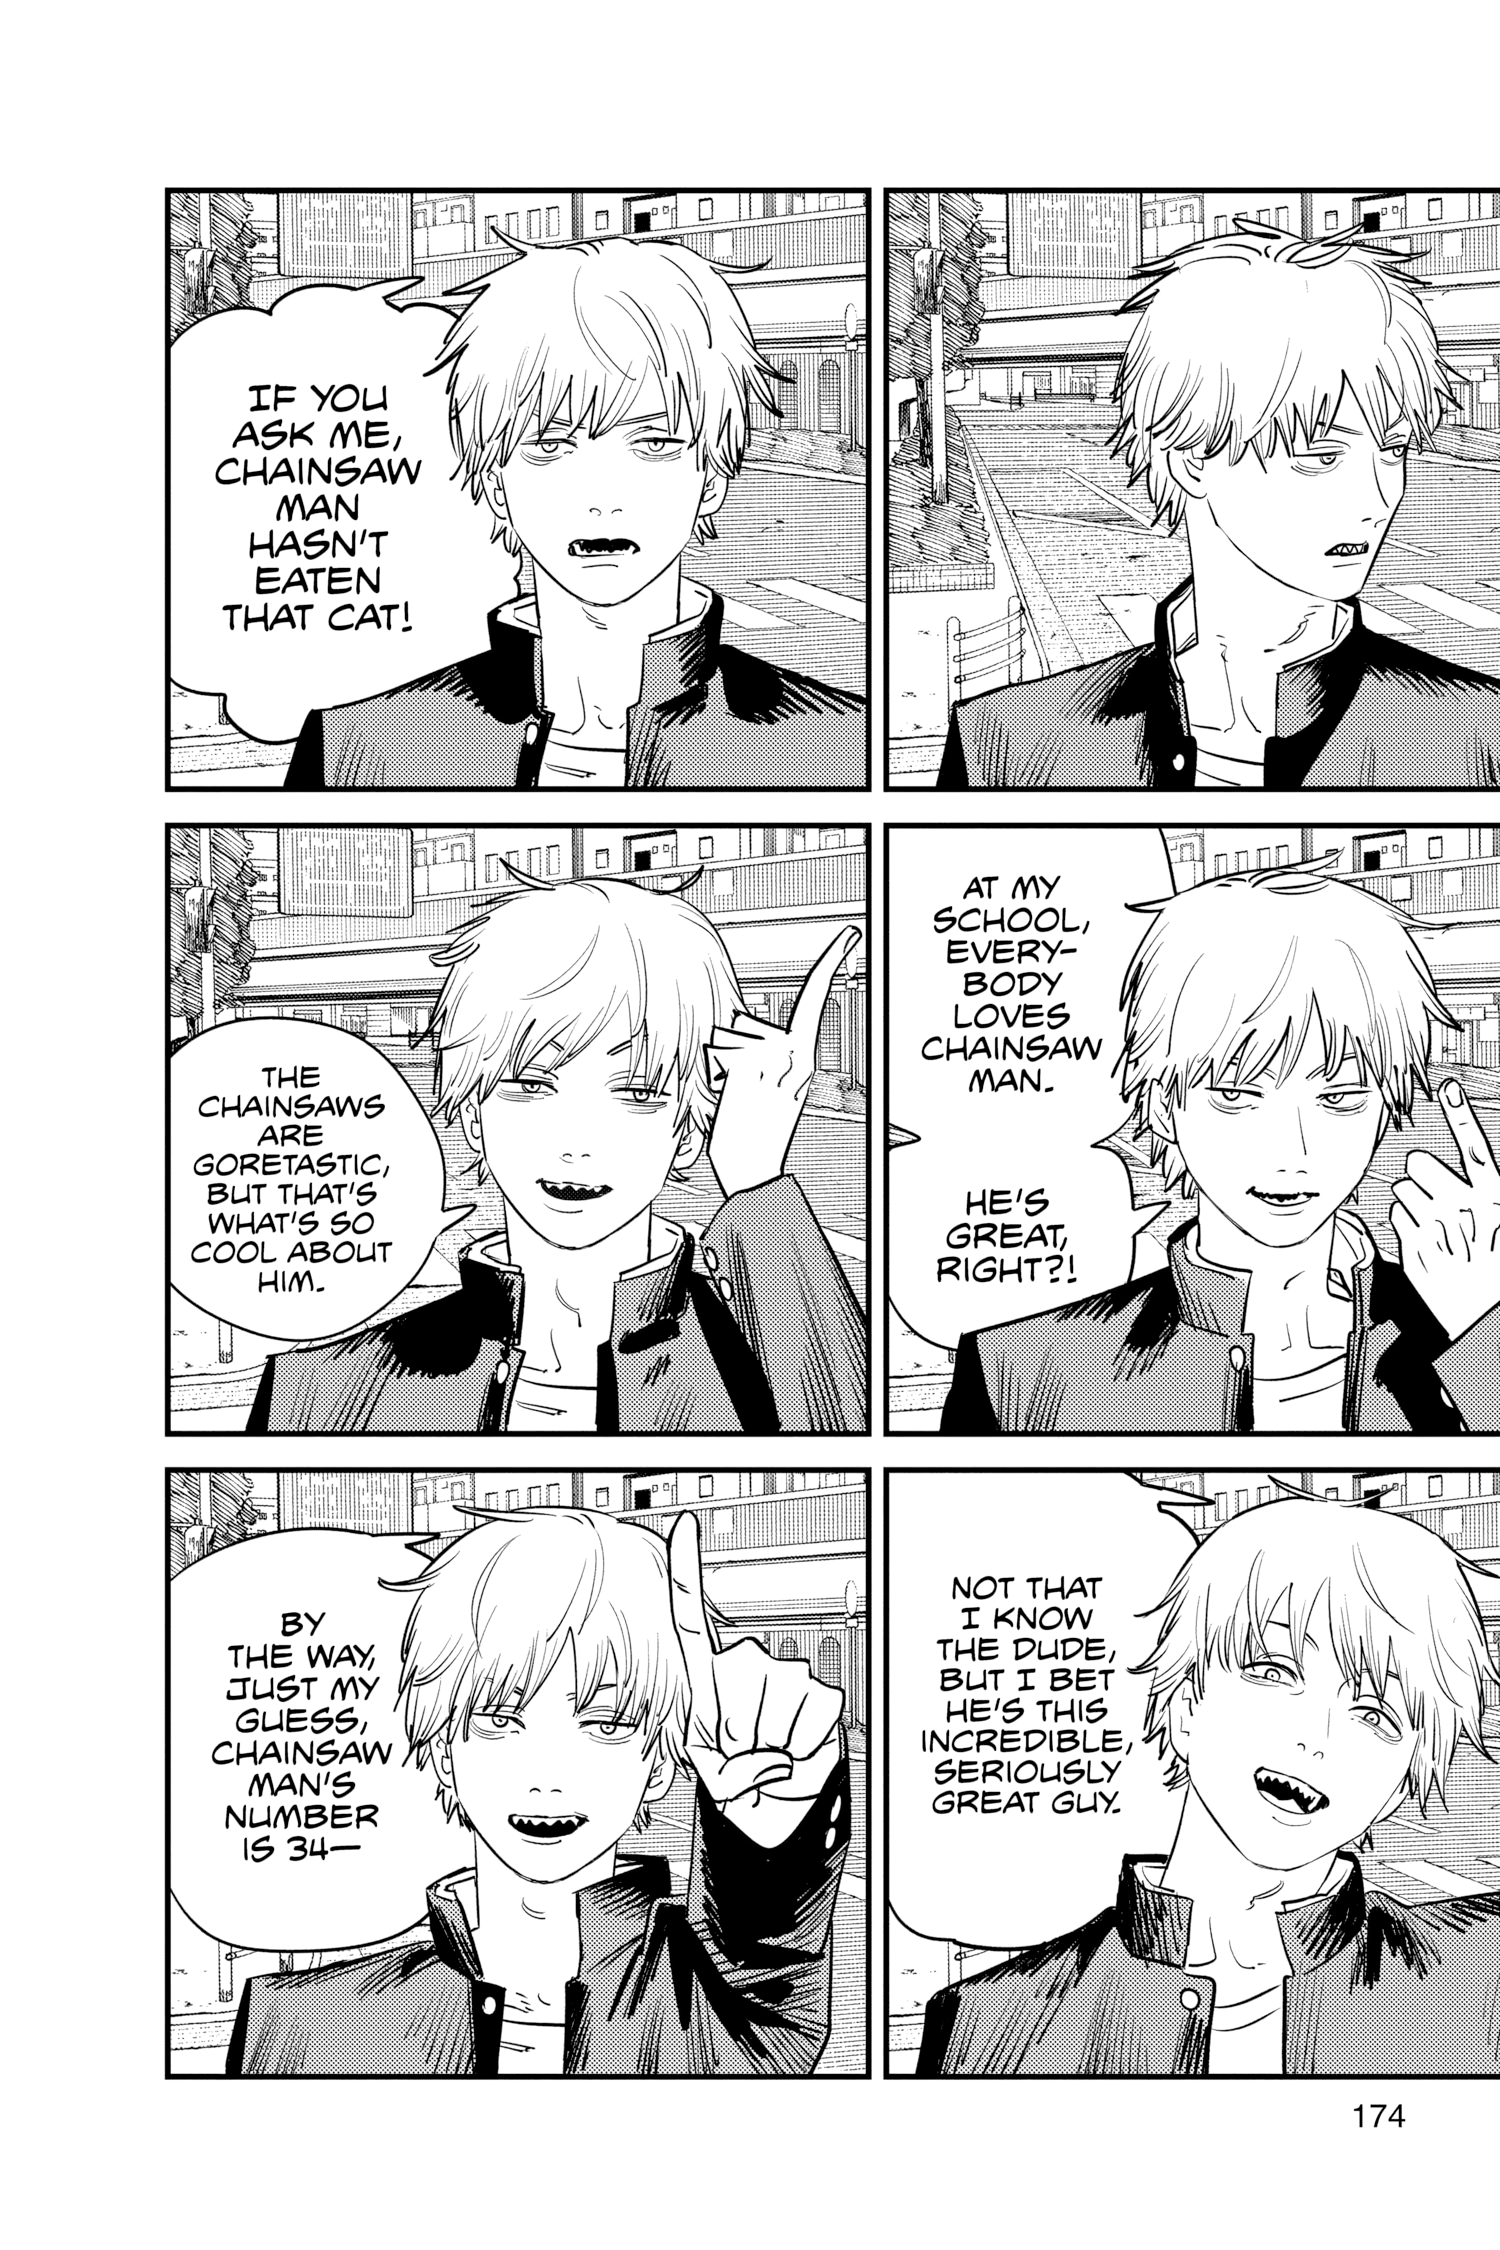 IF YOU
ASK ME,
CHAINSAW
MAN
HASN'T
EATEN
THAT CAT!
AT MY
SCHOOL,
EVERY-
BODY
LOVES
CHAINSAW
MAN.
HE'S
GREAT,
RIGHT?!
THE
CHAINSAWS
ARE
GORETASTIC,
BUT THAT'S
WHAT'S SO
COOL ABOUT
HIM.
NOT THAT
I KNOW
THE DUDE,
BUT I BET
HE'S THIS
INCREDIBLE,
SERIOUSLY
GREAT GUY.
BY
THE WAY,
JUST MY
GUESS,
CHAINSAW
MAN'S
NUMBER
IS 34—
174